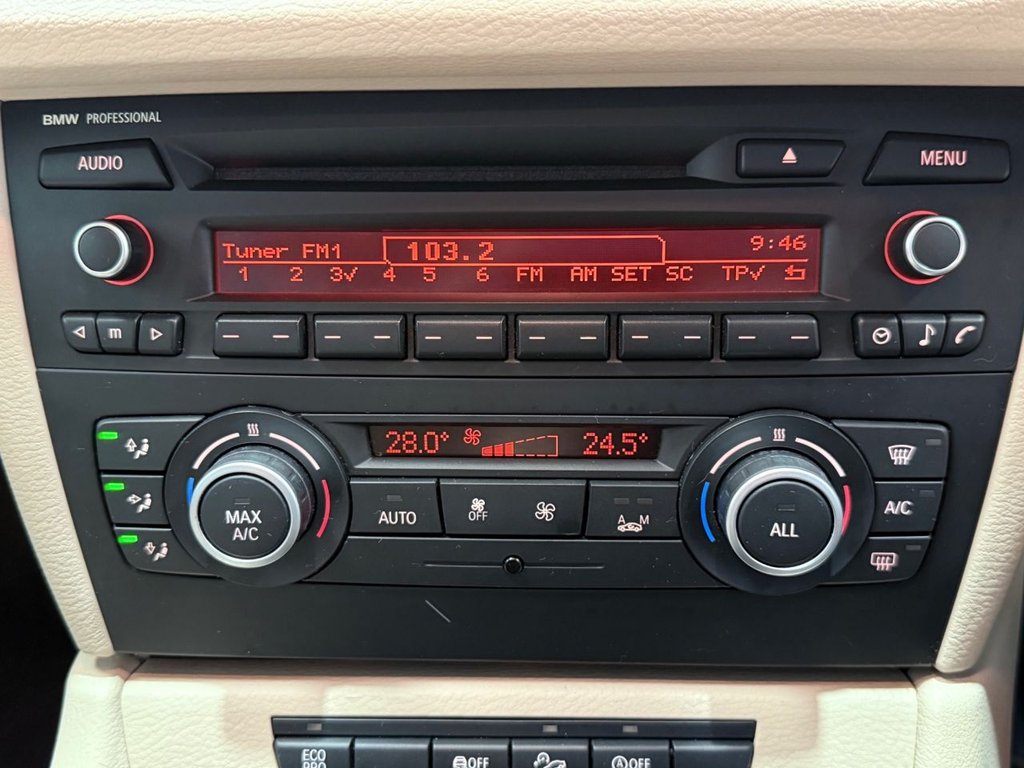 BMW PROFESSIONAL
AUDIO
MENU
Tuner FM1 103.2 9:46
1 2 3✓ 4 5 6 FM AM SET SC TP✓
m
28.0° 24.5°
MAX A/C
AUTO
OFF
A M
ALL
A/C
ECO PRO
OFF
OFF